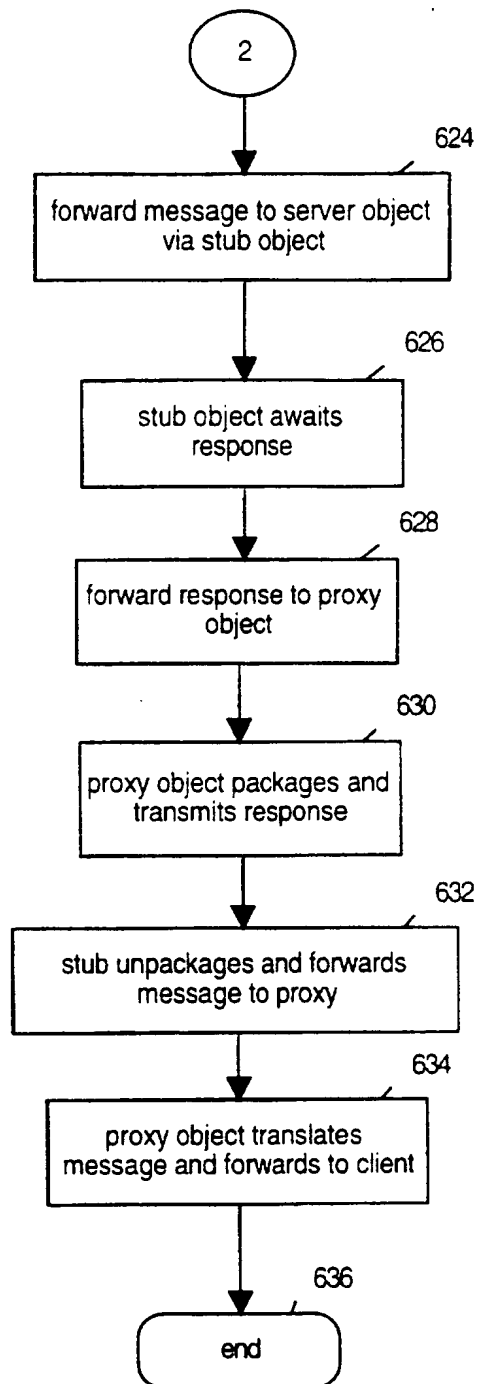 2
624
forward message to server object
via stub object
626
stub object awaits
response
628
forward response to proxy
object
630
proxy object packages and
transmits response
632
stub unpackages and forwards
message to proxy
634
proxy object translates
message and forwards to client
636
end